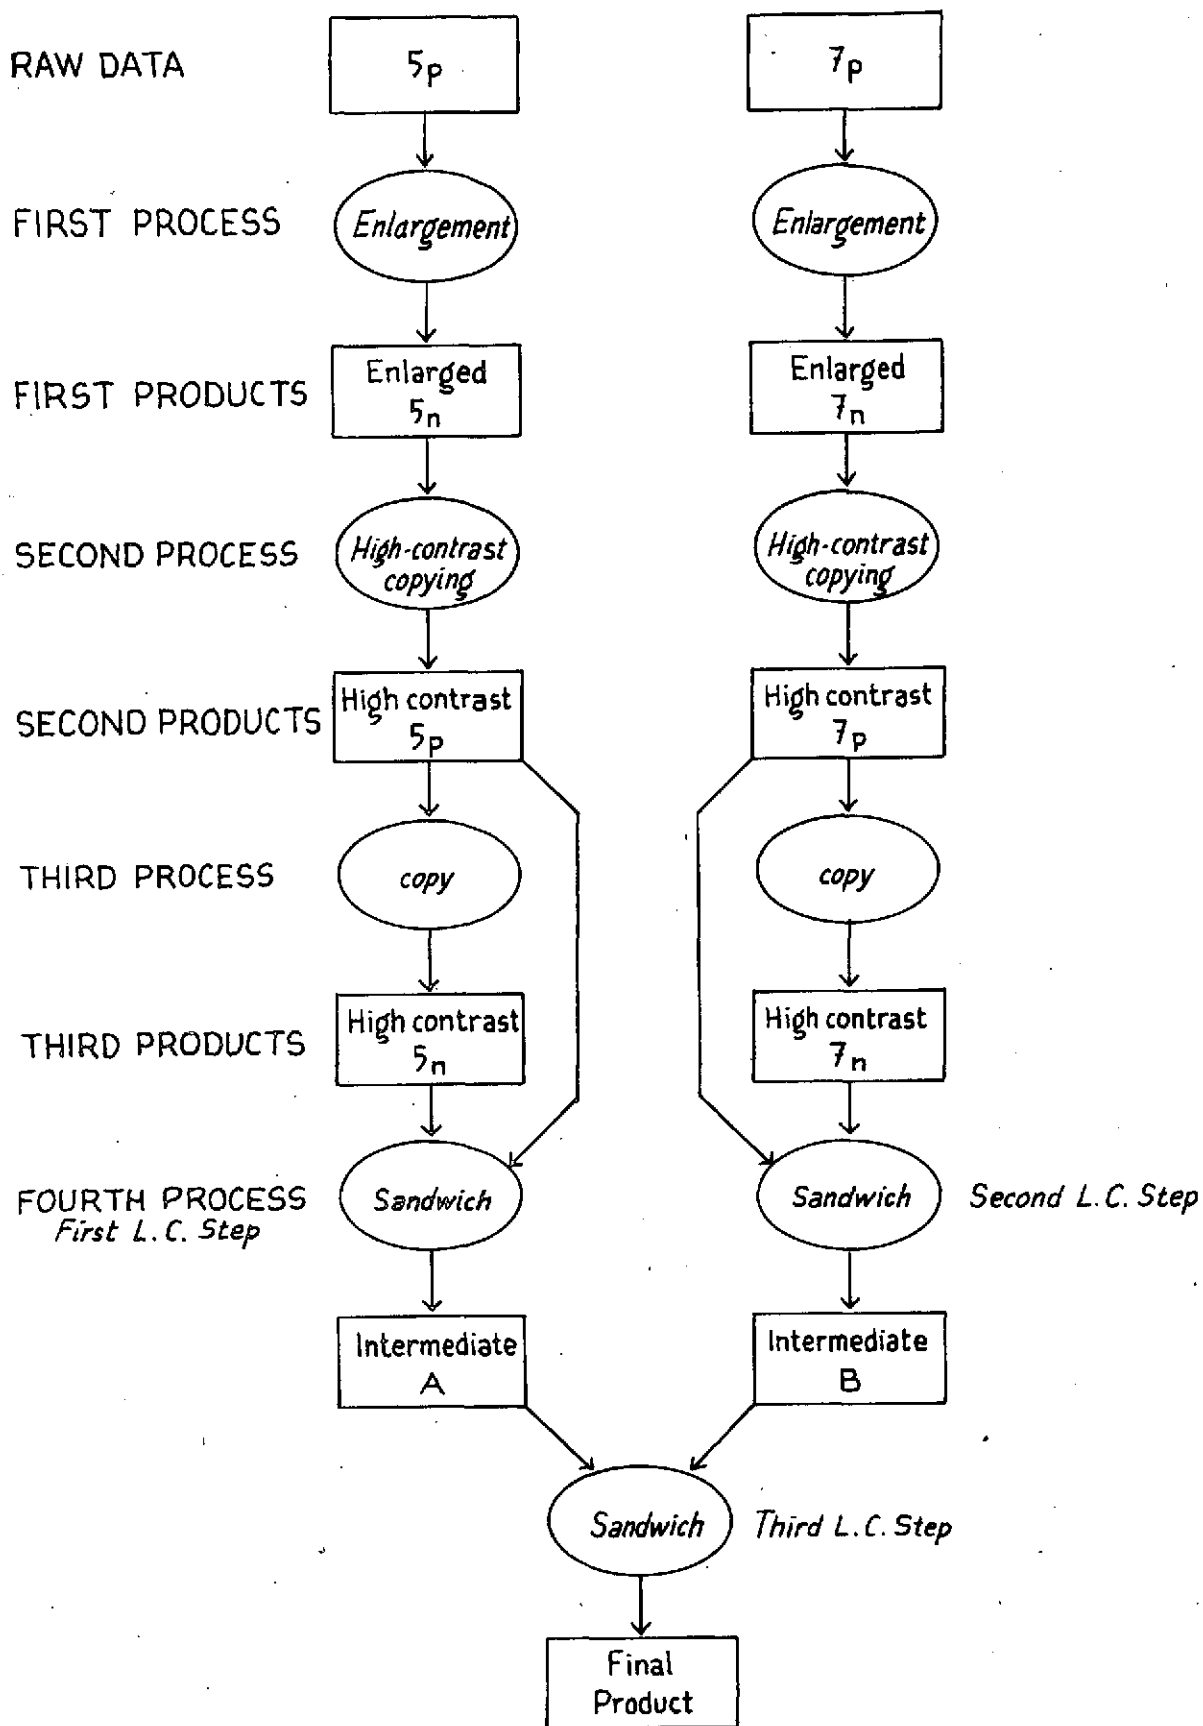 RAW DATA
5p
7p
FIRST PROCESS
Enlargement
Enlargement
FIRST PRODUCTS
Enlarged
5n
Enlarged
7n
SECOND PROCESS
High-contrast
copying
High-contrast
copying
SECOND PRODUCTS
High contrast
5p
High contrast
7p
THIRD PROCESS
copy
copy
THIRD PRODUCTS
High contrast
5n
High contrast
7n
FOURTH PROCESS
First L.C. Step
Sandwich
Sandwich
Second L.C. Step
Intermediate
A
Intermediate
B
Sandwich
Third L.C. Step
Final
Product